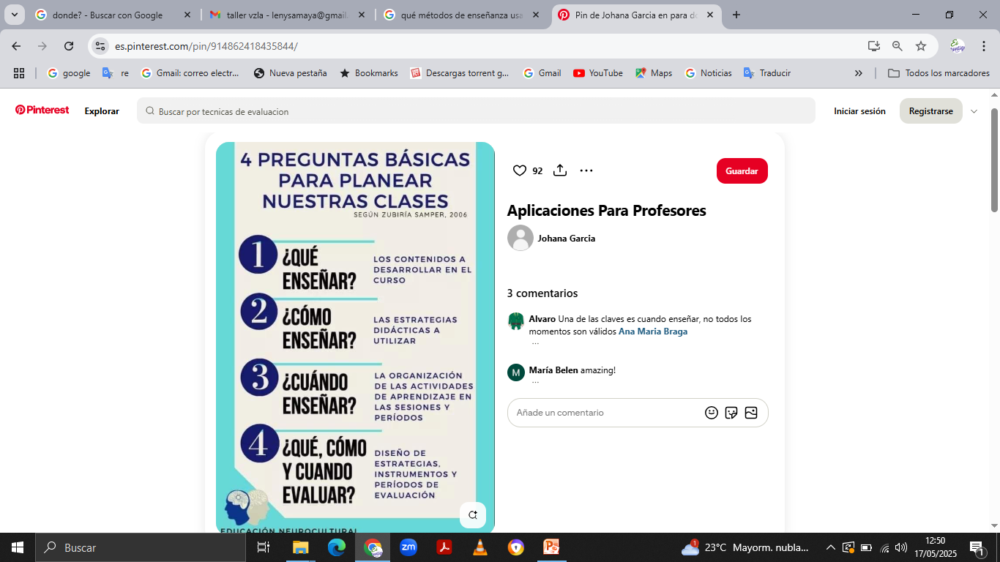 donde? - Buscar con Google
taller vzla - lenysamaya@gmail.
qué métodos de enseñanza usa
Pin de Johana Garcia en para do
es.pinterest.com/pin/914862418435844/
google
re
Gmail: correo electr...
Nueva pestaña
Bookmarks
Descargas torrent g...
Gmail
YouTube
Maps
Noticias
Traducir
Todos los marcadores
Pinterest
Explorar
Buscar por tecnicas de evaluacion
Iniciar sesión
Registrarse
4 PREGUNTAS BÁSICAS
PARA PLANEAR
NUESTRAS CLASES
SEGÚN ZUBIRÍA SAMPER, 2006
1
¿QUÉ
ENSEÑAR?
LOS CONTENIDOS A
DESARROLLAR EN EL
CURSO
2
¿CÓMO
ENSEÑAR?
LAS ESTRATEGIAS
DIDÁCTICAS A
UTILIZAR
3
¿CUÁNDO
ENSEÑAR?
LA ORGANIZACIÓN
DE LAS ACTIVIDADES
DE APRENDIZAJE EN
LAS SESIONES Y
PERÍODOS
4
¿QUÉ, CÓMO
Y CUANDO
EVALUAR?
DISEÑO DE
ESTRATEGIAS,
INSTRUMENTOS Y
PERÍODOS DE
EVALUACIÓN
EDUCACIÓN NEUROCULTURAL
92
Guardar
Aplicaciones Para Profesores
Johana Garcia
3 comentarios
Alvaro Una de las claves es cuando enseñar, no todos los
momentos son válidos Ana Maria Braga
...
M
María Belen amazing!
...
Añade un comentario
Buscar
zm
1
23°C Mayorm. nubla...
12:50
17/05/2025
1